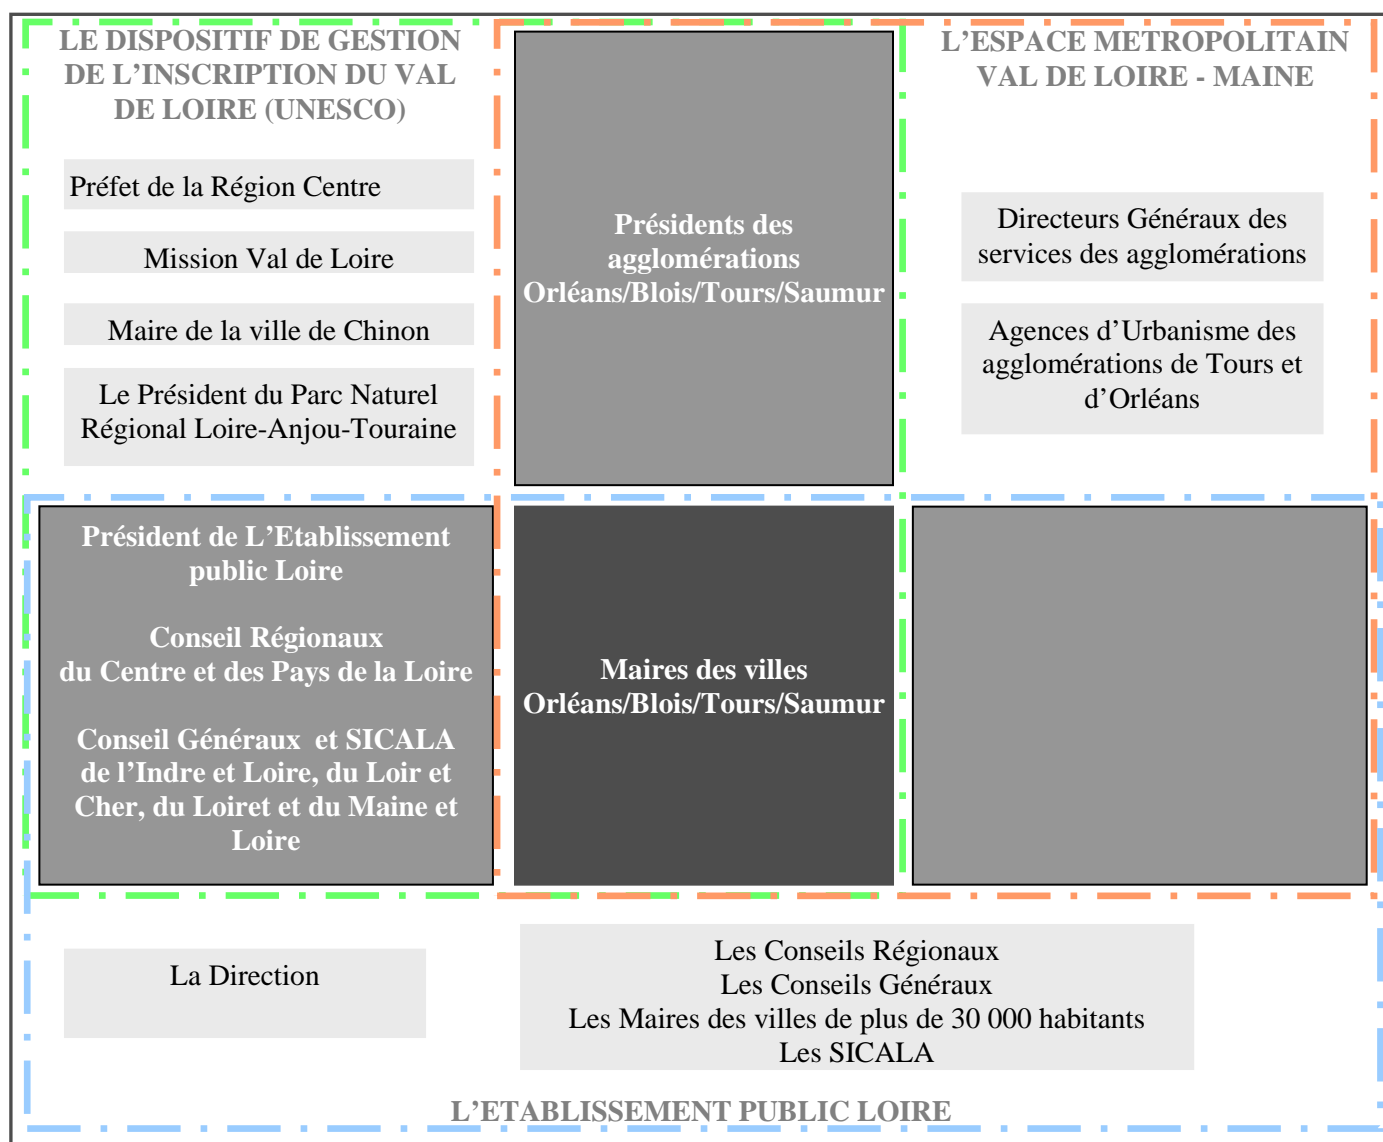 LE DISPOSITIF DE GESTION
DE L'INSCRIPTION DU VAL
DE LOIRE (UNESCO)
Préfet de la Région Centre
Mission Val de Loire
Maire de la ville de Chinon
Le Président du Parc Naturel
Régional Loire-Anjou-Touraine
Présidents des
agglomérations
Orléans/Blois/Tours/Saumur
L'ESPACE METROPOLITAIN
VAL DE LOIRE - MAINE
Directeurs Généraux des
services des agglomérations
Agences d'Urbanisme des
agglomérations de Tours et
d'Orléans
Président de L'Etablissement
public Loire
Conseil Régionaux
du Centre et des Pays de la Loire
Conseil Généraux et SICALA
de l'Indre et Loire, du Loir et
Cher, du Loiret et du Maine et
Loire
Maires des villes
Orléans/Blois/Tours/Saumur
La Direction
Les Conseils Régionaux
Les Conseils Généraux
Les Maires des villes de plus de 30 000 habitants
Les SICALA
L'ETABLISSEMENT PUBLIC LOIRE